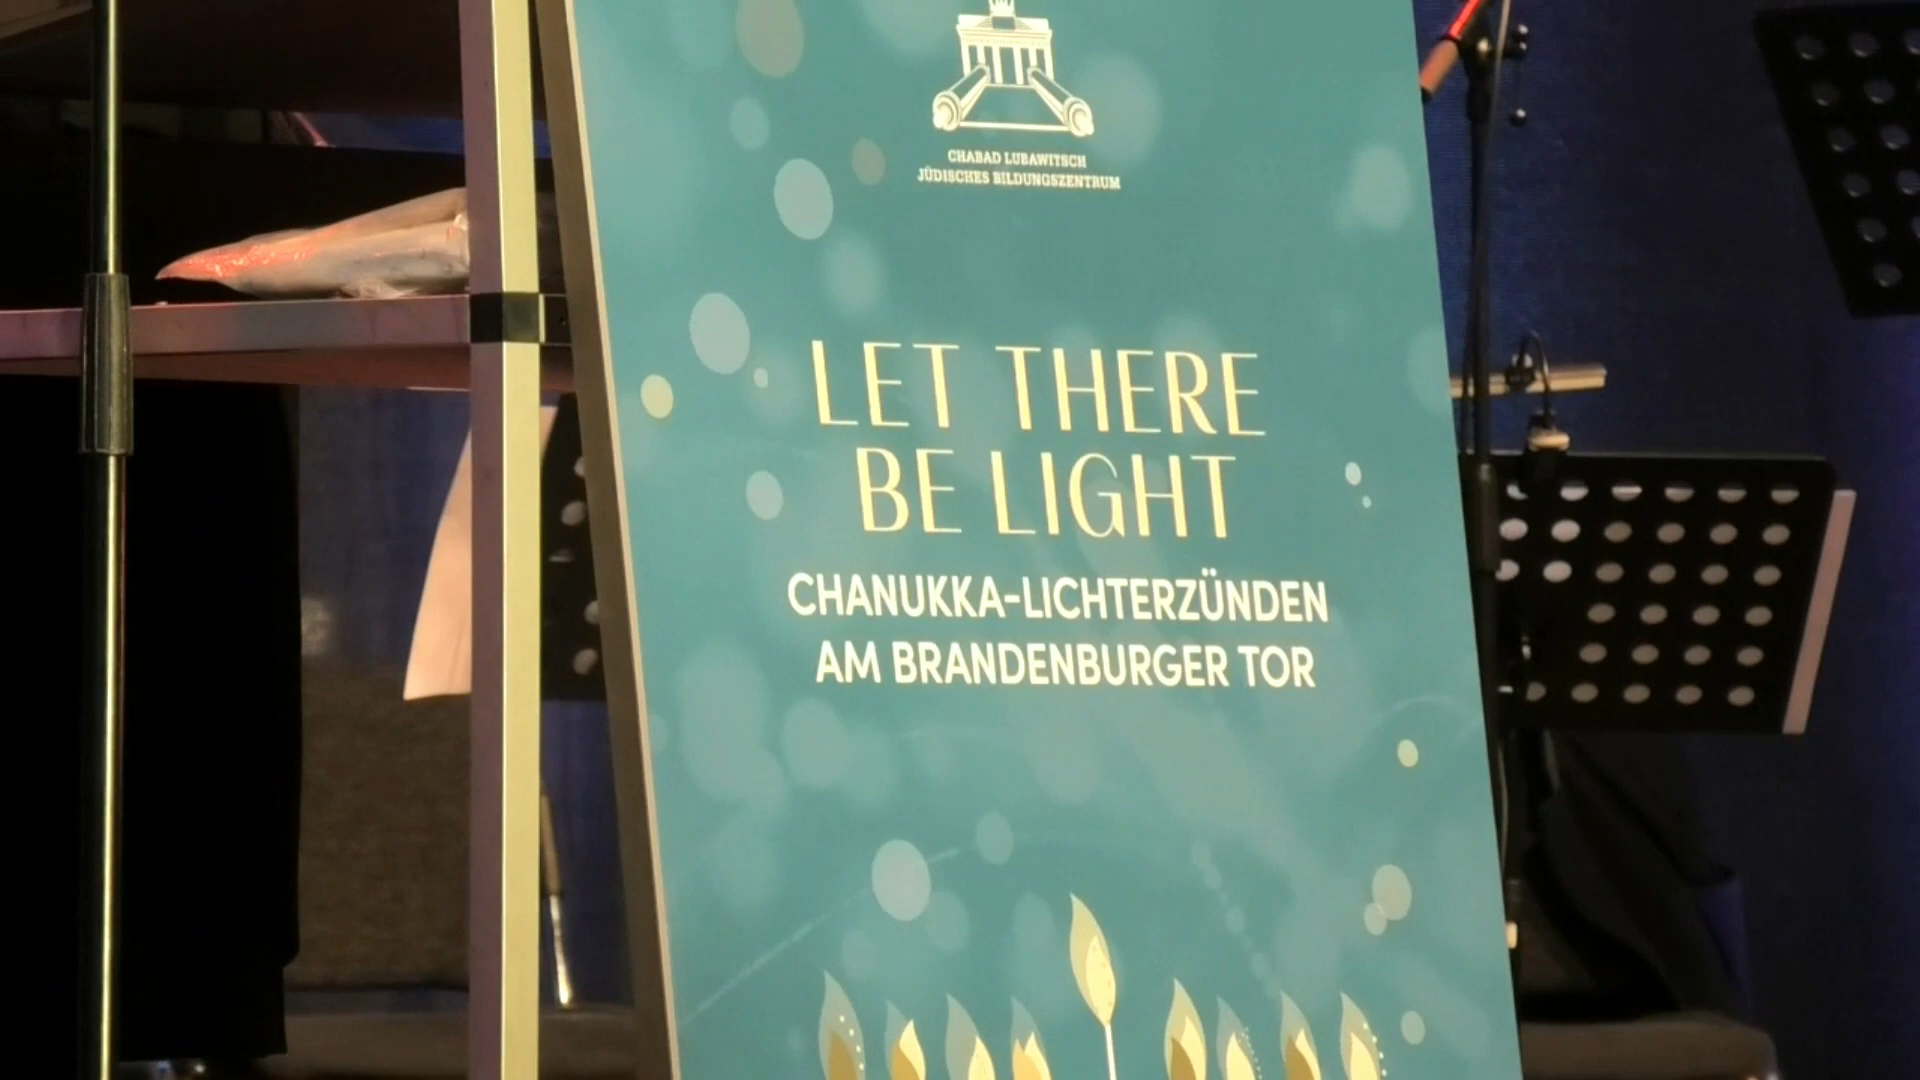 CHABAD LUBAWITSCH
JÜDISCHES BILDUNGSZENTRUM
LET THERE
BE LIGHT
CHANUKKA-LICHTERZÜNDEN
AM BRANDENBURGER TOR